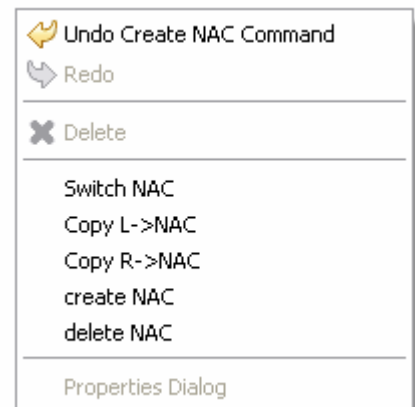 Undo Create NAC Command
Redo
Delete
Switch NAC
Copy L->NAC
Copy R->NAC
create NAC
delete NAC
Properties Dialog